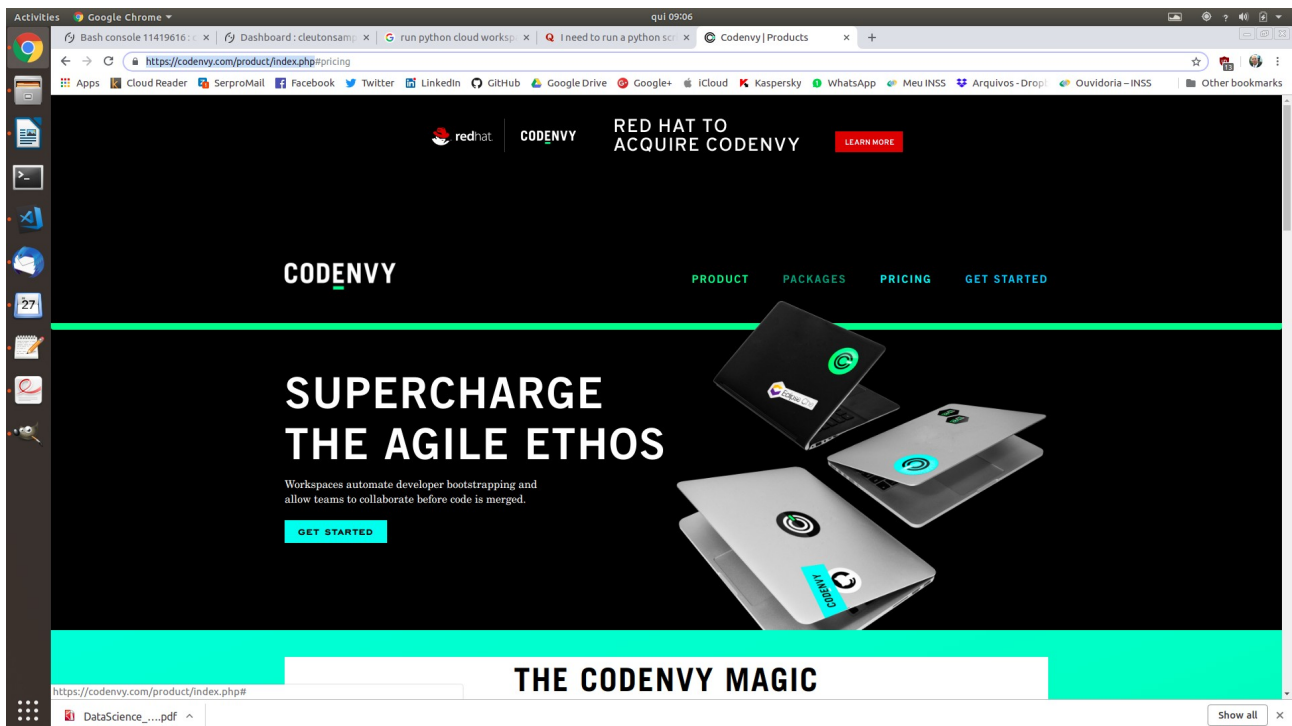 Activities Google Chrome qui 09:06
Bash console 11419616 : Dashboard : cleutonsamp run python cloud worksp I need to run a python scr Codenvy | Products
https://codenvy.com/product/index.php#pricing
Apps Cloud Reader SerproMail Facebook Twitter LinkedIn GitHub Google Drive Google+ iCloud Kaspersky WhatsApp Meu INSS Arquivos - Drop Ouvidoria – INSS Other bookmarks
redhat. CODENVY RED HAT TO
ACQUIRE CODENVY LEARN MORE
CODENVY PRODUCT PACKAGES PRICING GET STARTED
27
SUPERCHARGE
THE AGILE ETHOS
Workspaces automate developer bootstrapping and
allow teams to collaborate before code is merged.
GET STARTED
CODENVY
THE CODENVY MAGIC
https://codenvy.com/product/index.php#
DataScience_....pdf Show all